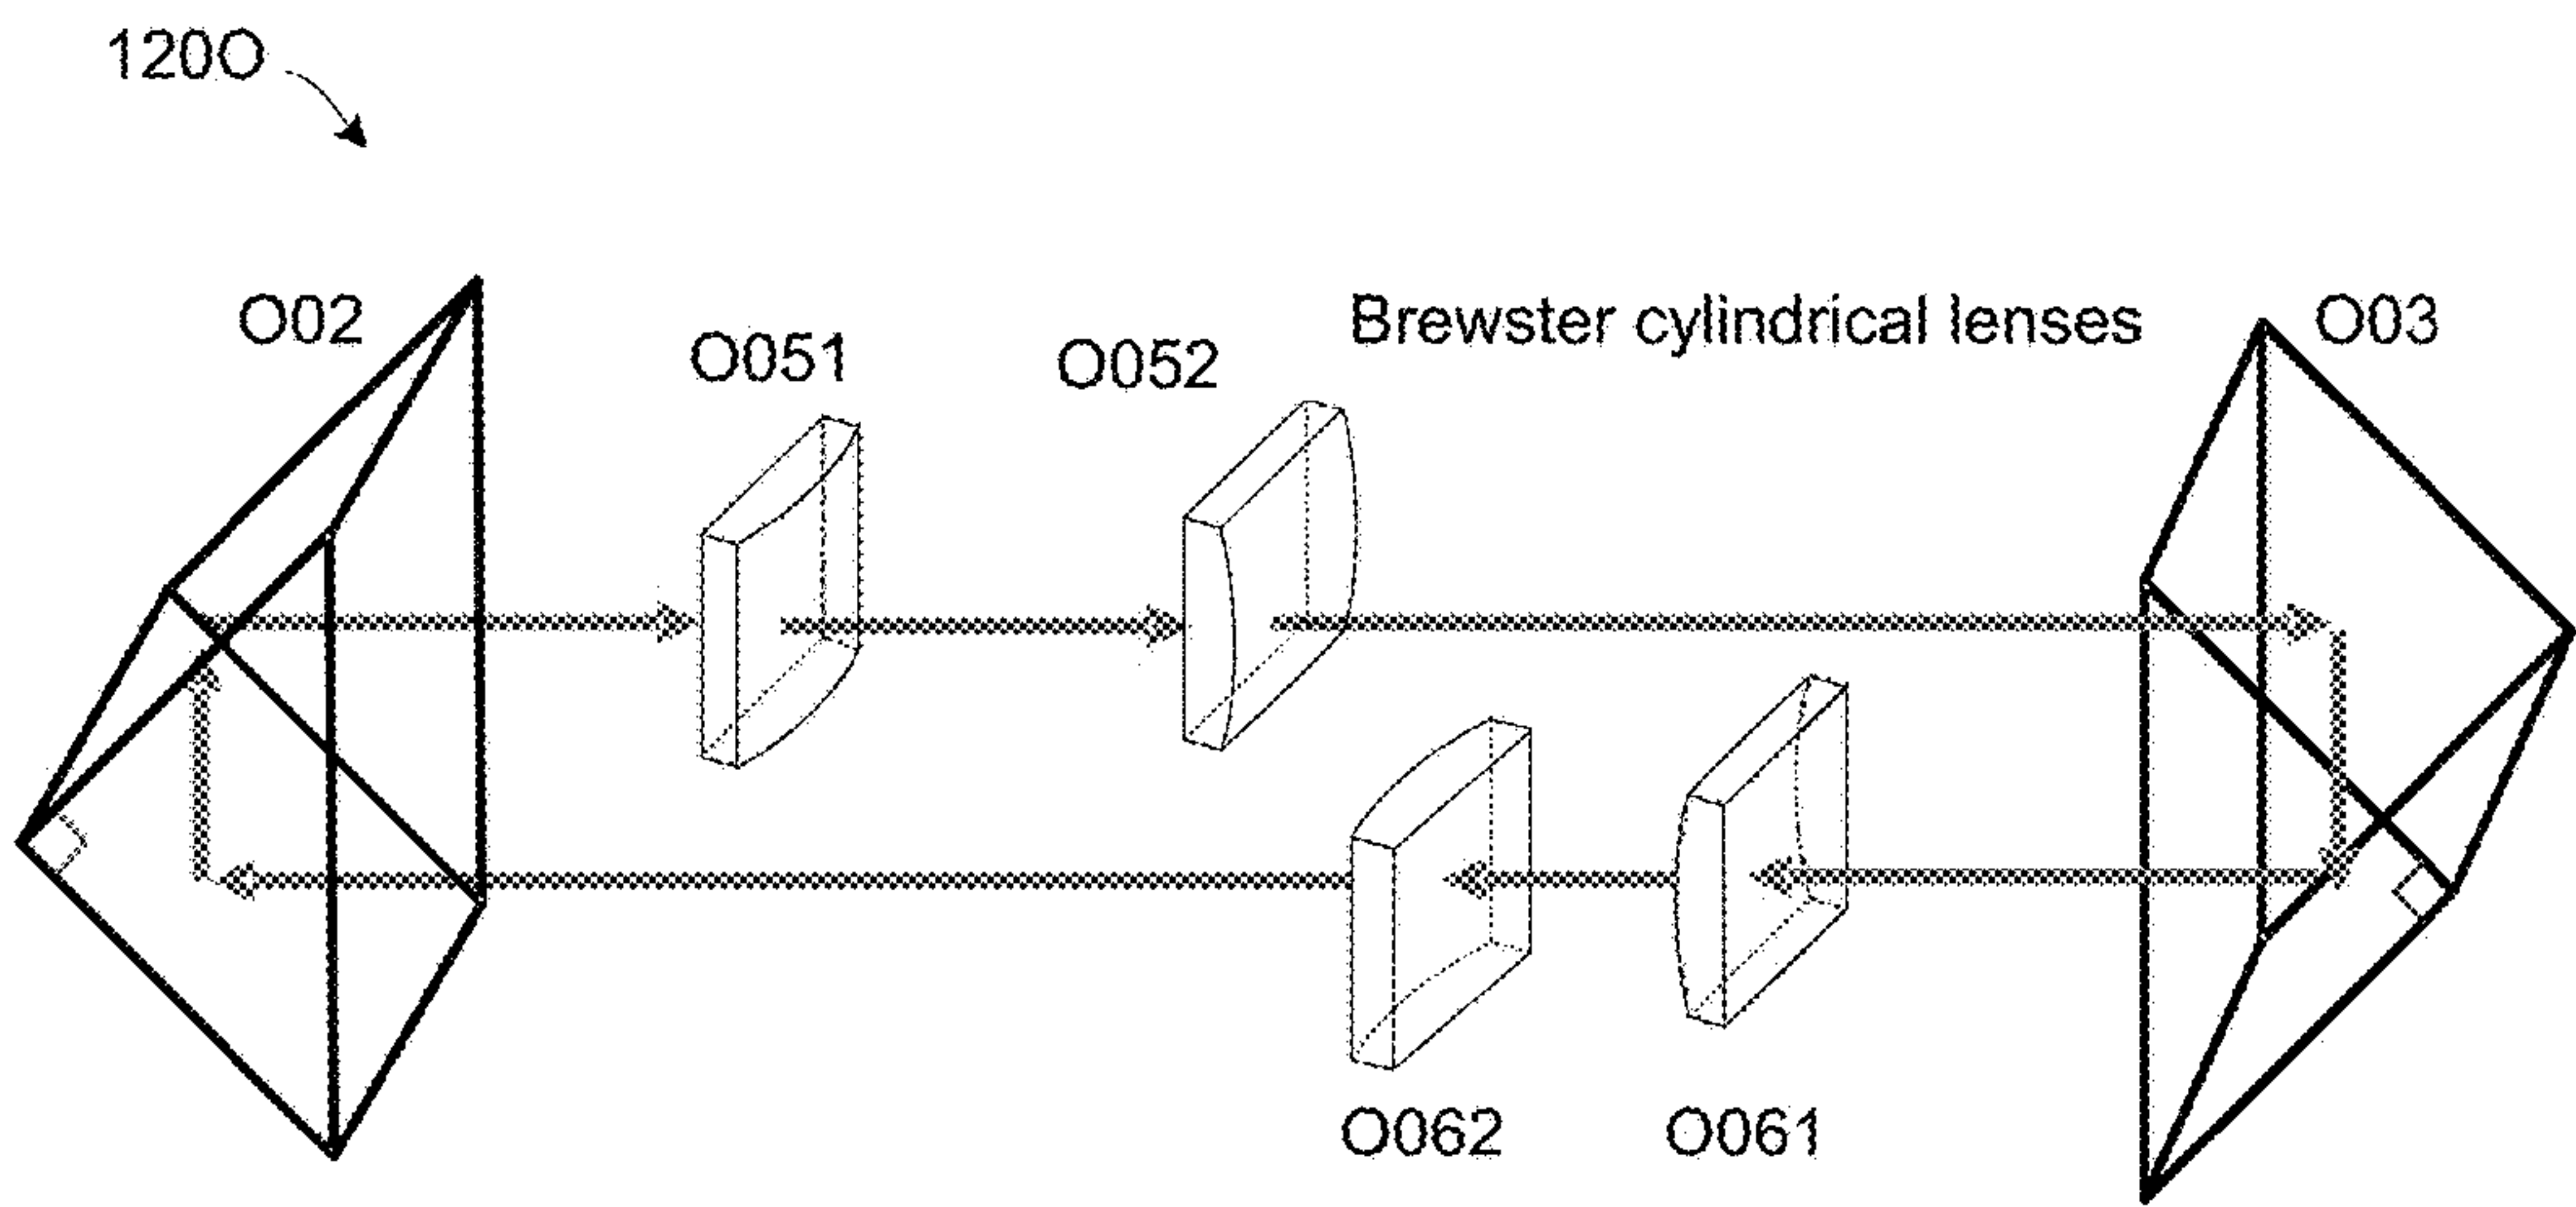 120O
O02
O051
O052
Brewster cylindrical lenses
O03
O062
O061